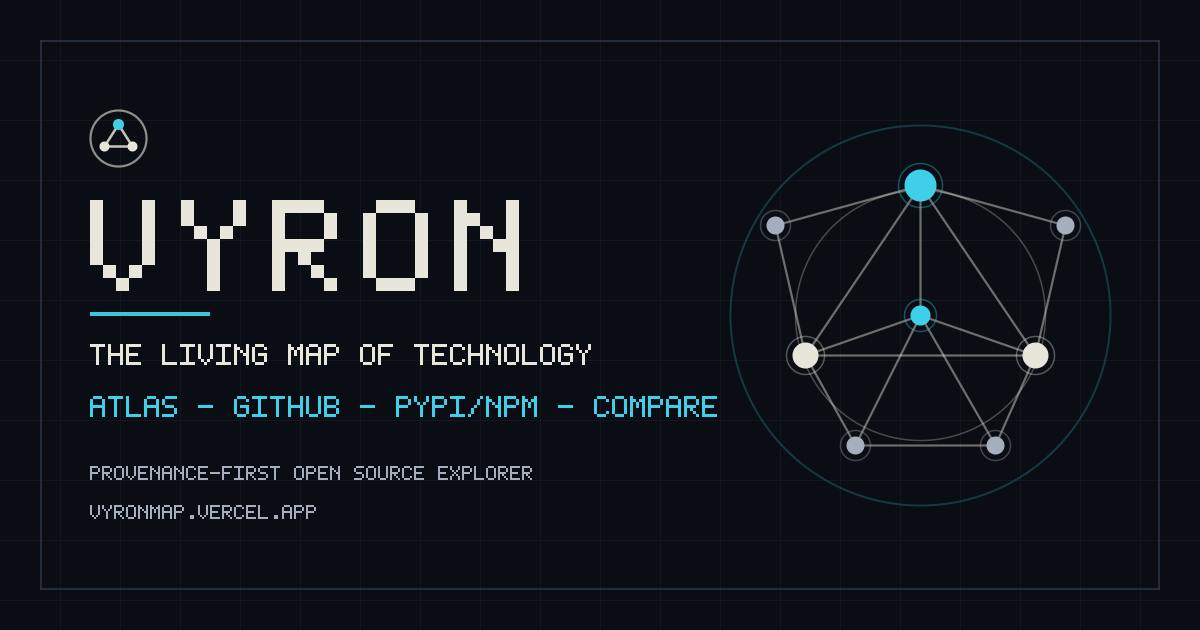 VYRON
THE LIVING MAP OF TECHNOLOGY
ATLAS - GITHUB - PYPI/NPM - COMPARE
PROVENANCE-FIRST OPEN SOURCE EXPLORER
VYRONMAP.VERCEL.APP